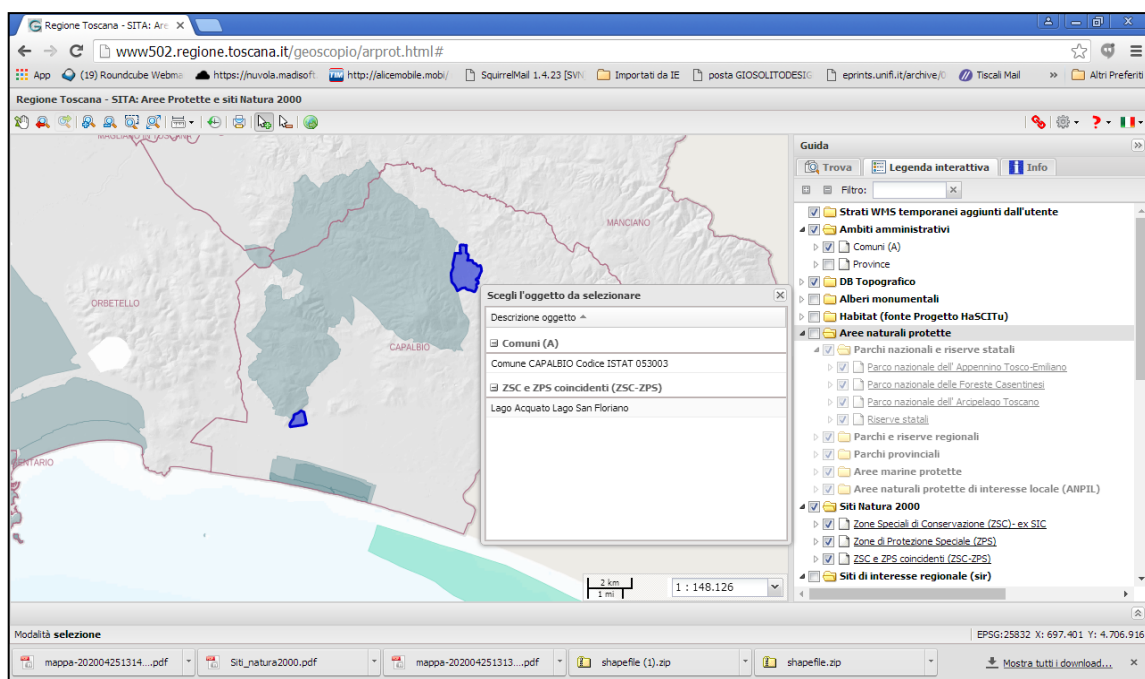 Regione Toscana - SITA: Are
www502.regione.toscana.it/geoscopio/arprot.html#
App
(19) Roundcube Webma
https://nuvola.madisoft.
TIM
http://alicemobile.mobi/
SquirrelMail 1.4.23 [SVN
Importati da IE
posta GIOSOLITODESIG
eprints.unifi.it/archive/0
Tiscali Mail
»
Altri Preferiti
Regione Toscana - SITA: Aree Protette e siti Natura 2000
MAGLIANO IN TOSCANA
MANCIANO
ORBETELLO
CAPALBIO
ENTARIO
Scegli l'oggetto da selezionare
Descrizione oggetto
Comuni (A)
Comune CAPALBIO Codice ISTAT 053003
ZSC e ZPS coincidenti (ZSC-ZPS)
Lago Acquato Lago San Floriano
2 km
1 mi
1 : 148.126
Guida
Trova
Legenda interattiva
Info
Filtro:
Strati WMS temporanei aggiunti dall'utente
Ambiti amministrativi
Comuni (A)
Province
DB Topografico
Alberi monumentali
Habitat (fonte Progetto HaSCITu)
Aree naturali protette
Parchi nazionali e riserve statali
Parco nazionale dell' Appennino Tosco-Emiliano
Parco nazionale delle Foreste Casentinesi
Parco nazionale dell' Arcipelago Toscano
Riserve statali
Parchi e riserve regionali
Parchi provinciali
Aree marine protette
Aree naturali protette di interesse locale (ANPIL)
Siti Natura 2000
Zone Speciali di Conservazione (ZSC)- ex SIC
Zone di Protezione Speciale (ZPS)
ZSC e ZPS coincidenti (ZSC-ZPS)
Siti di interesse regionale (sir)
Modalità selezione
EPSG:25832 X: 697.401 Y: 4.706.916
mappa-202004251314....pdf
Siti_natura2000.pdf
mappa-202004251313....pdf
shapefile (1).zip
shapefile.zip
Mostra tutti i download...